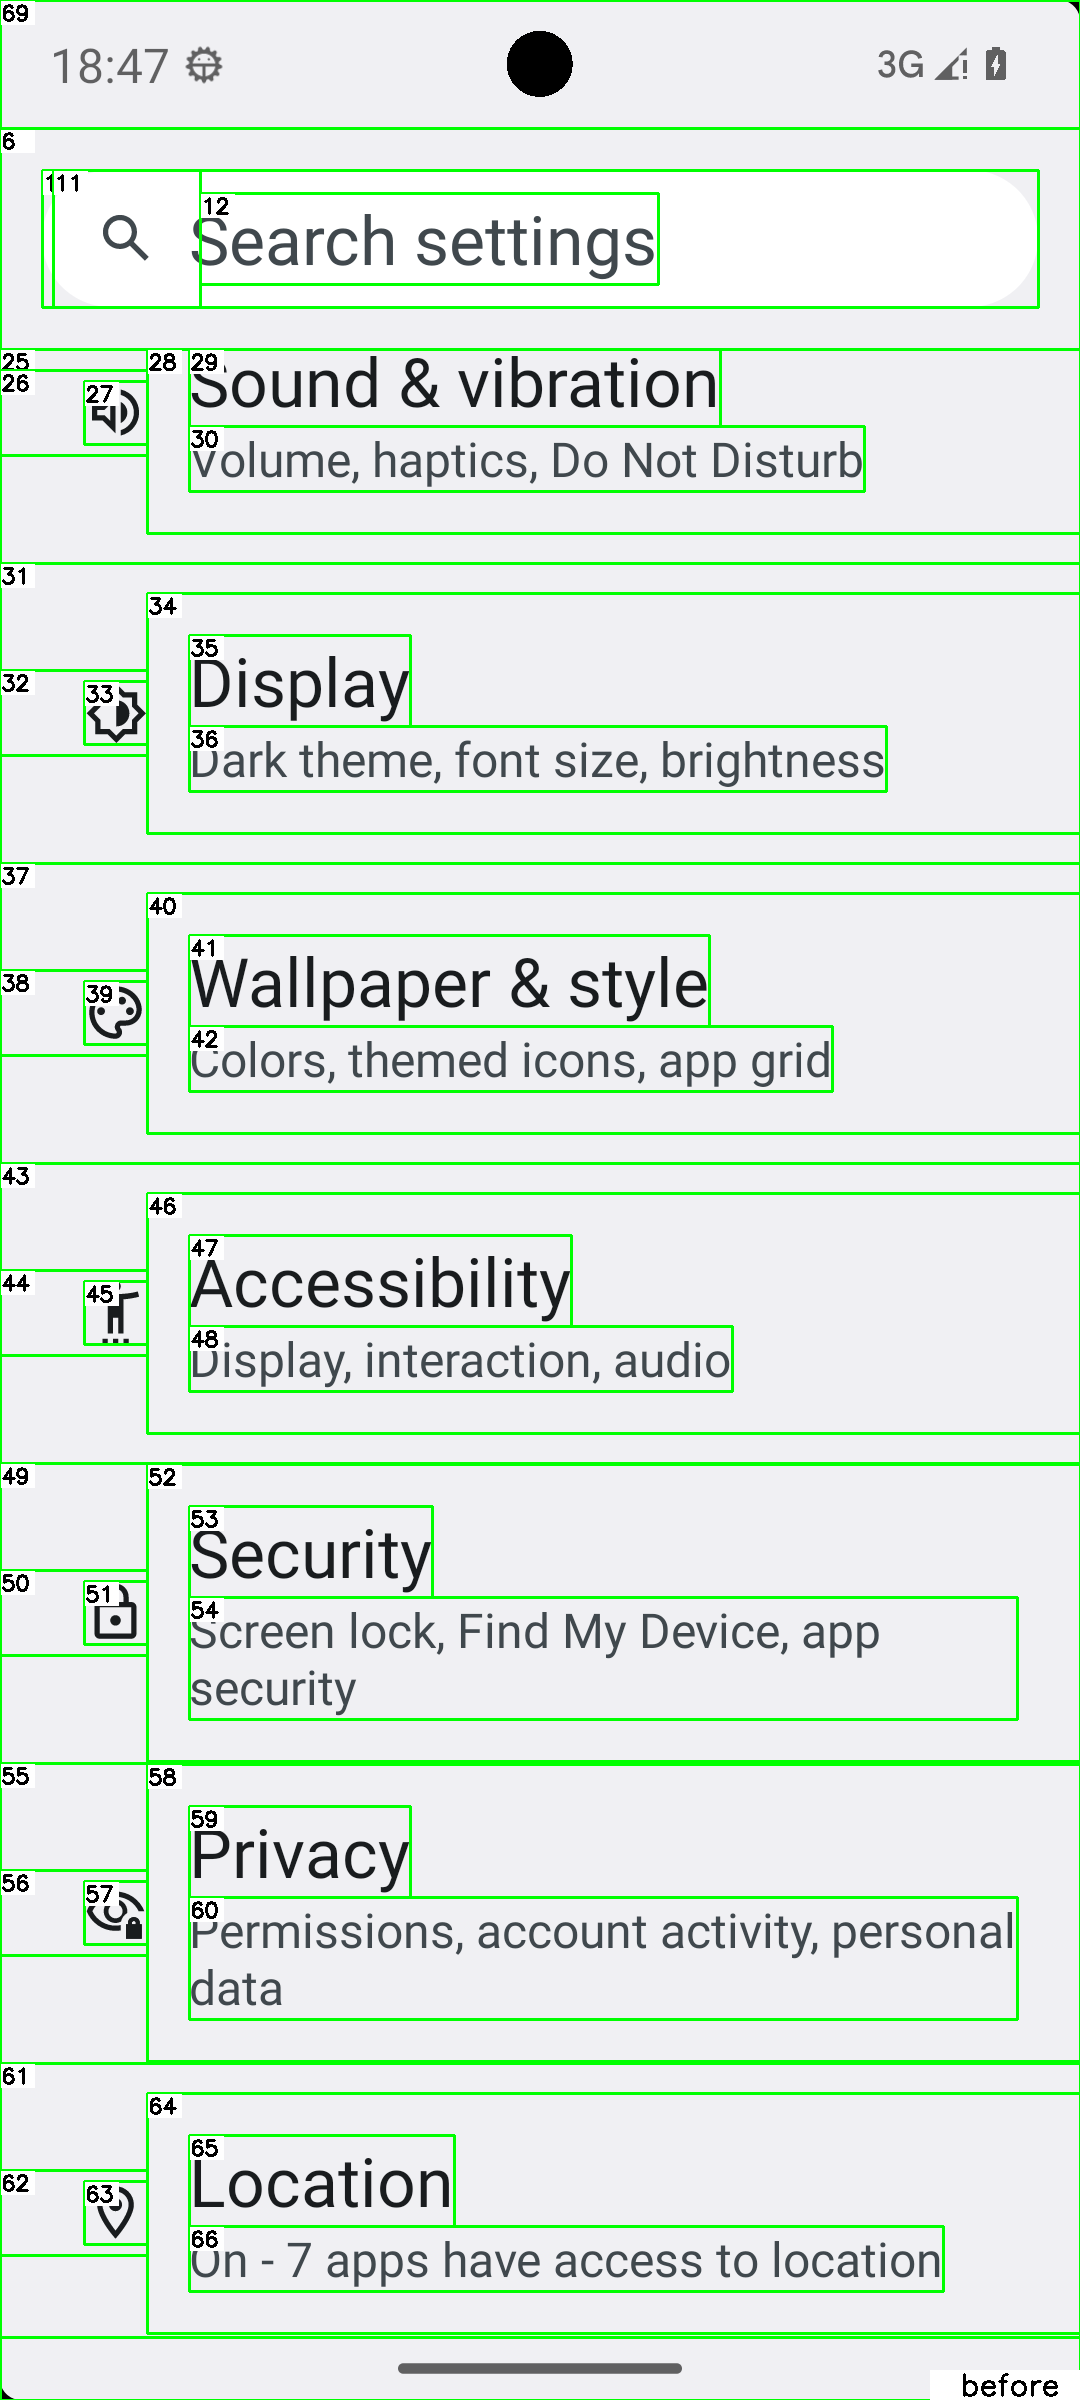 69
18:47
3G
6
111
12
Search settings
25
26
27
28
29
Sound & vibration
30
Volume, haptics, Do Not Disturb
31
34
35
Display
32
33
36
Dark theme, font size, brightness
37
40
41
Wallpaper & style
38
39
42
Colors, themed icons, app grid
43
46
47
Accessibility
44
45
48
Display, interaction, audio
49
52
53
Security
50
51
54
Screen lock, Find My Device, app
security
55
58
59
Privacy
56
57
60
Permissions, account activity, personal
data
61
64
65
Location
62
63
66
On - 7 apps have access to location
before